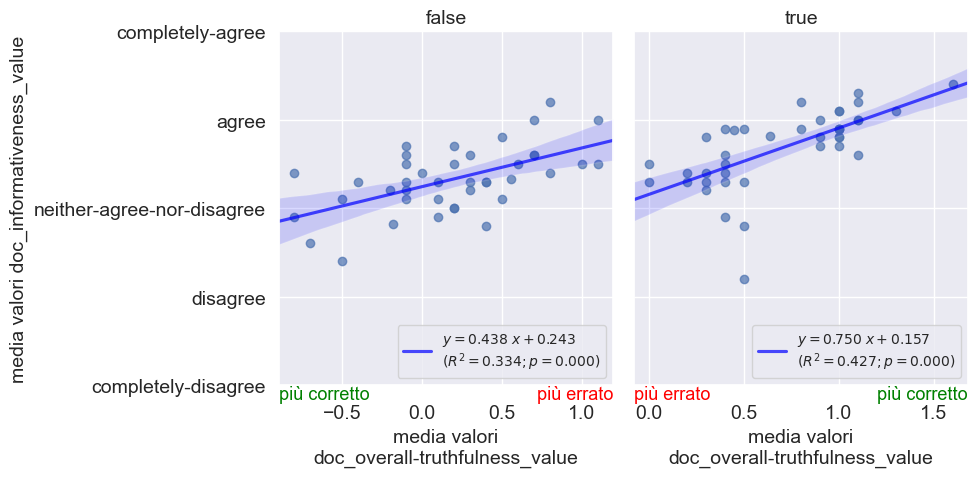 false
true
media valori doc_informativeness_value
completely-agree
agree
neither-agree-nor-disagree
disagree
completely-disagree
y = 0.438 x + 0.243
(R² = 0.334; p = 0.000)
y = 0.750 x + 0.157
(R² = 0.427; p = 0.000)
più corretto
più errato
più errato
più corretto
−0.5
0.0
0.5
1.0
0.0
0.5
1.0
1.5
media valori
doc_overall-truthfulness_value
media valori
doc_overall-truthfulness_value